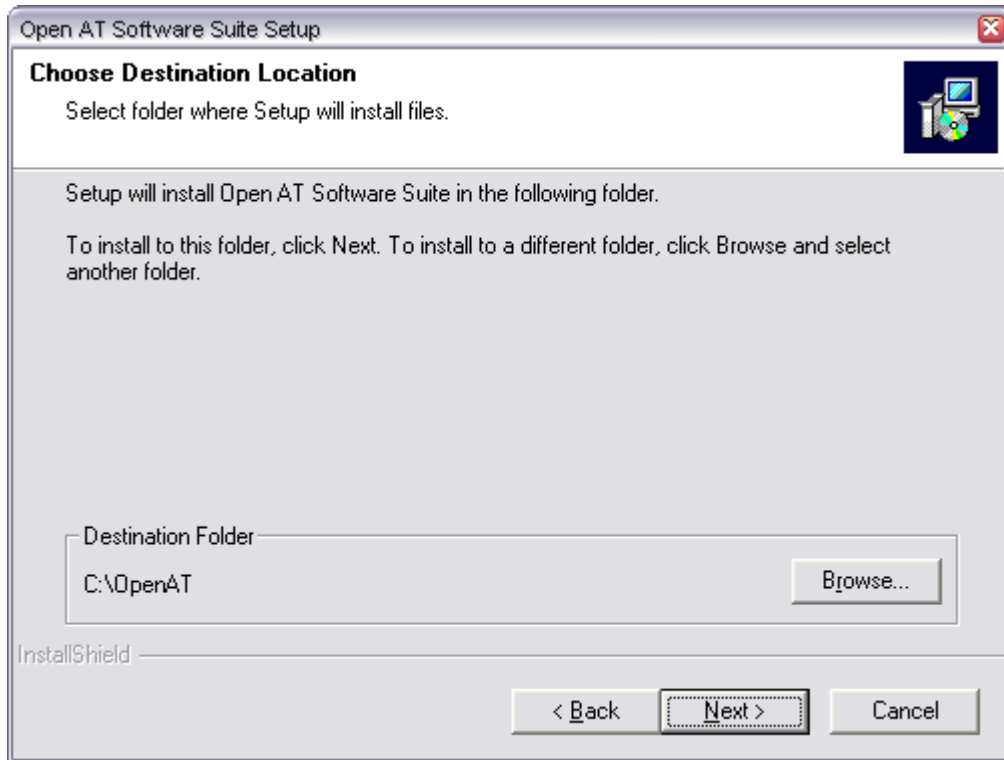 Open AT Software Suite Setup
Choose Destination Location
Select folder where Setup will install files.
Setup will install Open AT Software Suite in the following folder.
To install to this folder, click Next. To install to a different folder, click Browse and select
another folder.
Destination Folder
C:\OpenAT
Browse...
InstallShield
< Back
Next >
Cancel